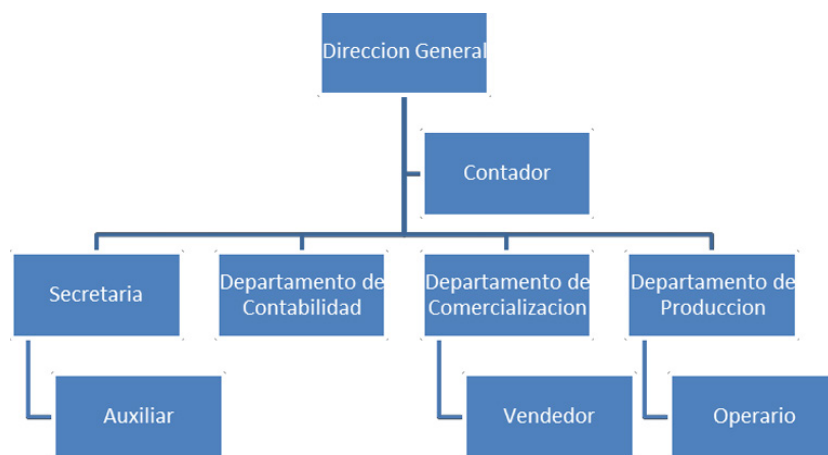 Direccion General
Contador
Secretaria
Departamento de
Contabilidad
Departamento de
Comercializacion
Departamento de
Produccion
Auxiliar
Vendedor
Operario